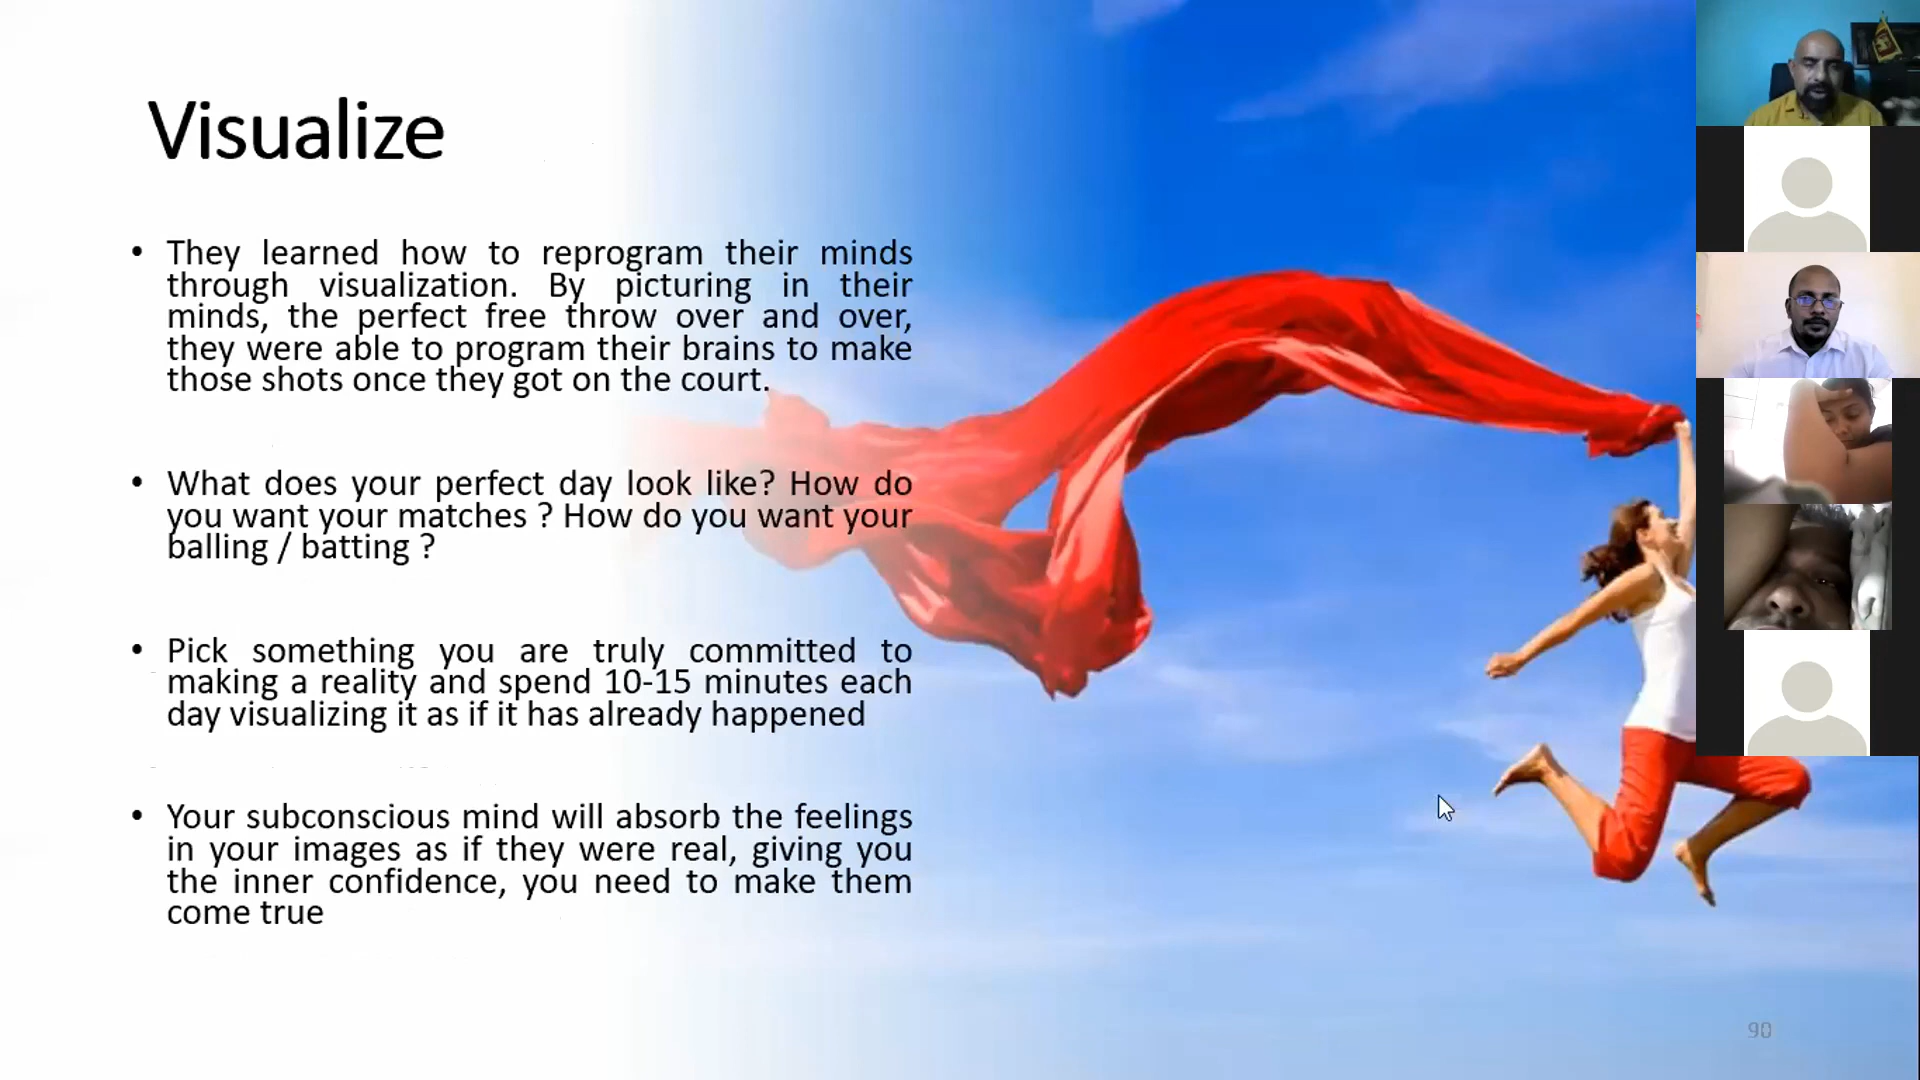 Visualize
• They learned how to reprogram their minds
through visualization. By picturing in their
minds, the perfect free throw over and over,
they were able to program their brains to make
those shots once they got on the court.
• What does your perfect day look like? How do
you want your matches ? How do you want your
balling / batting ?
• Pick something you are truly committed to
making a reality and spend 10-15 minutes each
day visualizing it as if it has already happened
• Your subconscious mind will absorb the feelings
in your images as if they were real, giving you
the inner confidence, you need to make them
come true
90